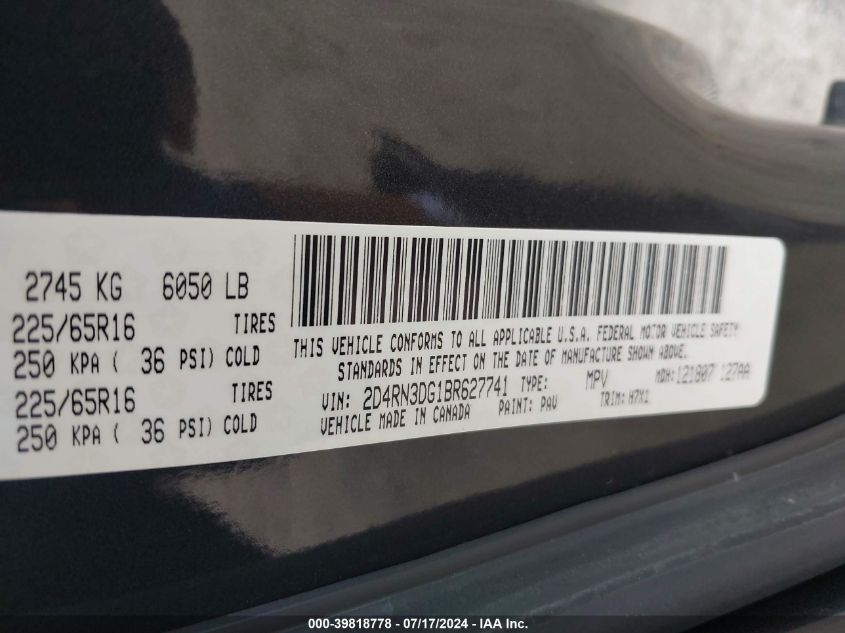 2745 KG 6050 LB
225/65R16 TIRES
250 KPA ( 36 PSI) COLD
225/65R16 TIRES
250 KPA ( 36 PSI) COLD
THIS VEHICLE CONFORMS TO ALL APPLICABLE U.S.A. FEDERAL MOTOR VEHICLE SAFETY
STANDARDS IN EFFECT ON THE DATE OF MANUFACTURE SHOWN ABOVE.
VIN: 2D4RN3DG1BR627741 TYPE: MPV MDH:121807 127AA
VEHICLE MADE IN CANADA PAINT: PAV TRIM: H7X1
000-39818778 - 07/17/2024 - IAAI Inc.